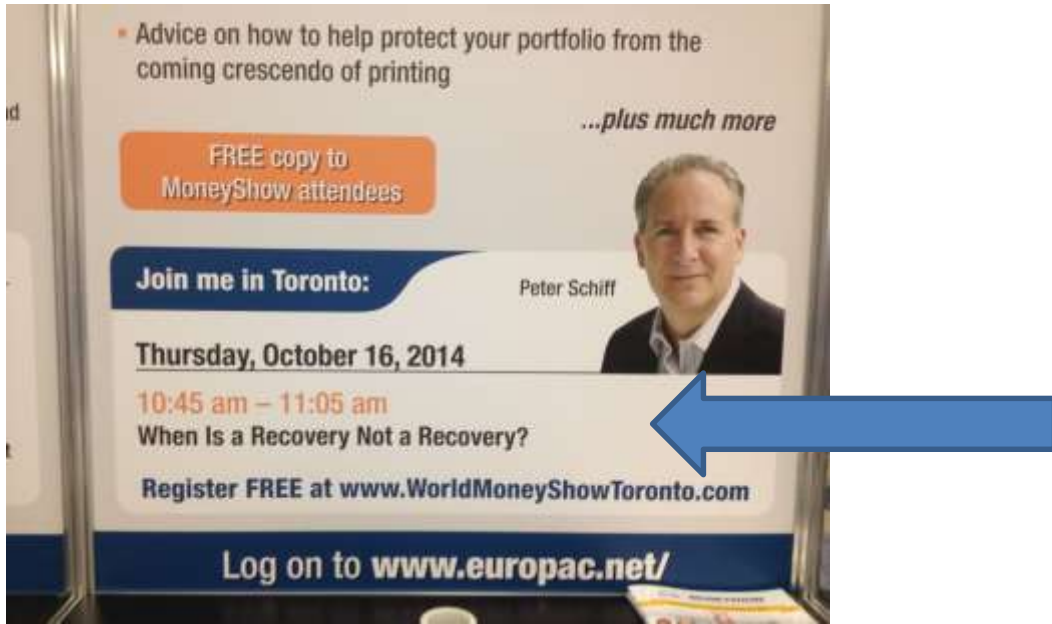 • Advice on how to help protect your portfolio from the
coming crescendo of printing
...plus much more
FREE copy to
MoneyShow attendees
Join me in Toronto:
Peter Schiff
Thursday, October 16, 2014
10:45 am – 11:05 am
When Is a Recovery Not a Recovery?
Register FREE at www.WorldMoneyShowToronto.com
Log on to www.europac.net/